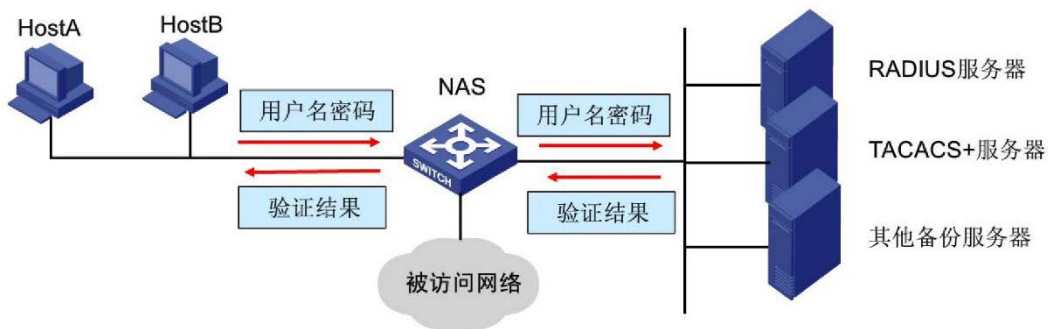 HostA
HostB
NAS
用户名密码
用户名密码
RADIUS服务器
TACACS+服务器
SWITCH
验证结果
验证结果
其他备份服务器
被访问网络